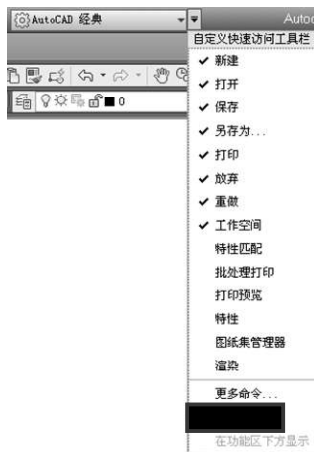 AutoCAD 经典
Autoc
自定义快速访问工具栏
新建
打开
保存
另存为...
打印
放弃
重做
工作空间
0
特性匹配
批处理打印
打印预览
特性
图纸集管理器
渲染
更多命令...
在功能区下方显示